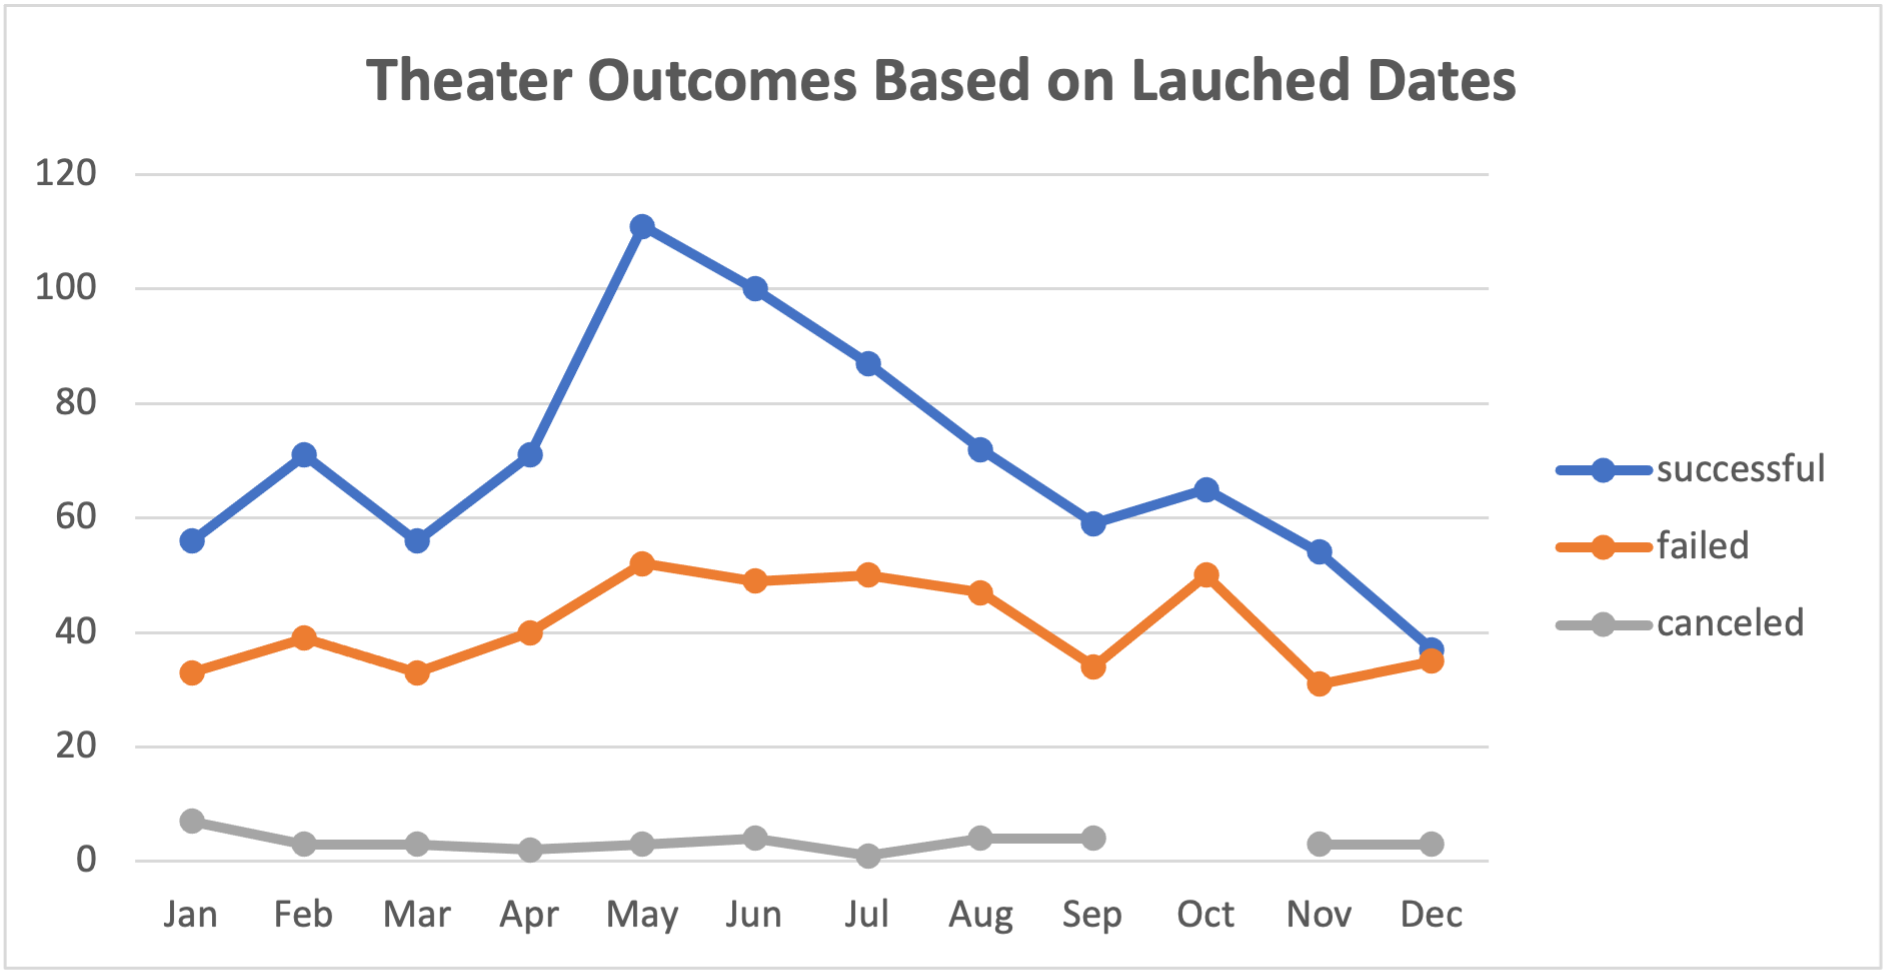 Theater Outcomes Based on Lauched Dates
120
100
80
60
40
20
0
Jan Feb Mar Apr May Jun Jul Aug Sep Oct Nov Dec
successful
failed
canceled